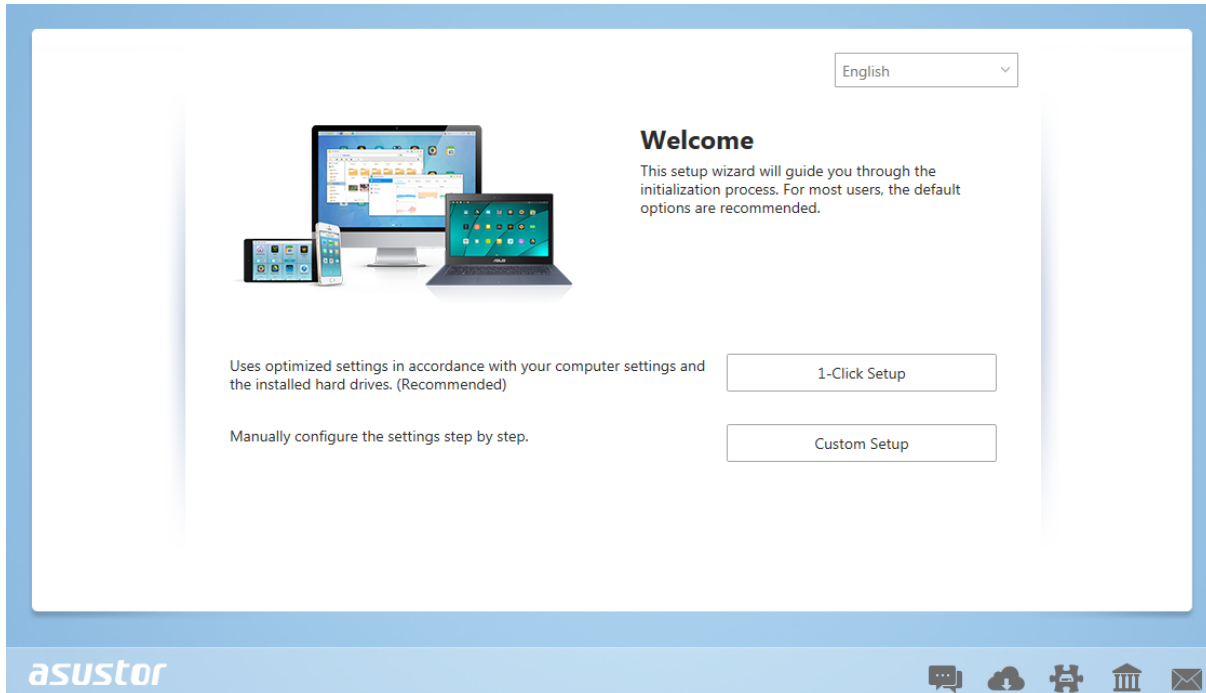 English
Welcome
This setup wizard will guide you through the
initialization process. For most users, the default
options are recommended.
Uses optimized settings in accordance with your computer settings and
the installed hard drives. (Recommended)
1-Click Setup
Manually configure the settings step by step.
Custom Setup
asustor